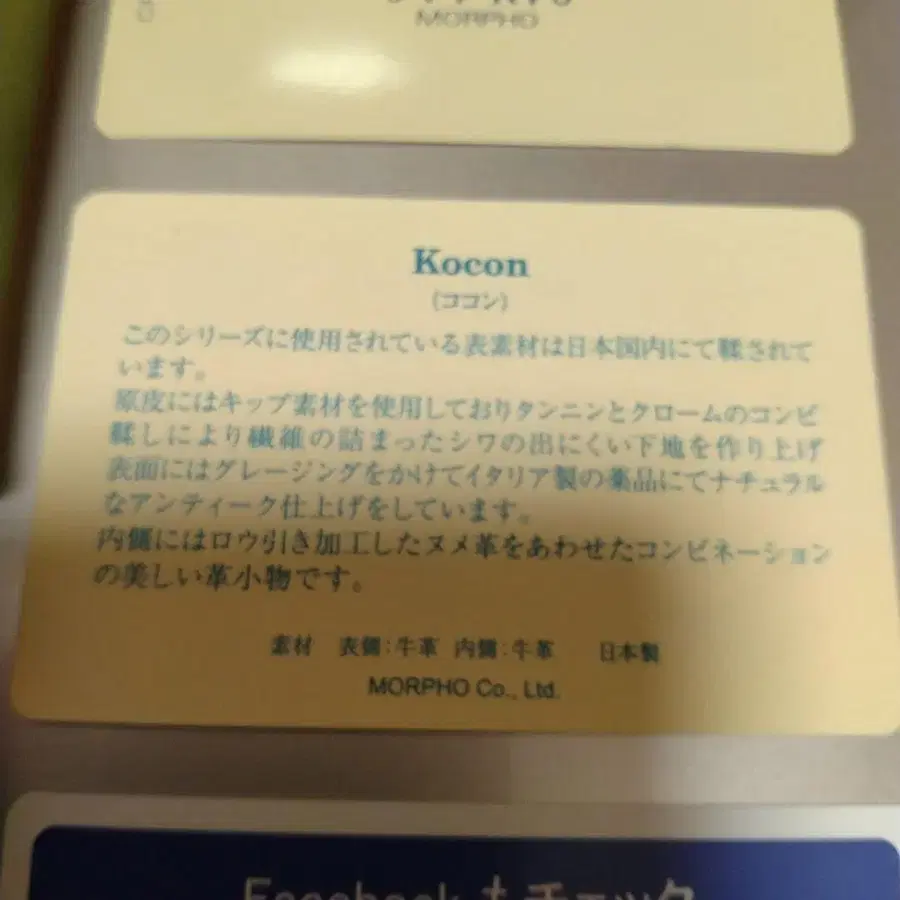 MORPHO
Kocon
(ココン)
このシリーズに使用されている表素材は日本国内にて鞣されて
います。
原皮にはキップ素材を使用しておりタンニンとクロームのコンビ
鞣しにより繊維の詰まったシワの出にくい下地を作り上げ
表面にはグレージングをかけてイタリア製の薬品にてナチュラル
なアンティーク仕上げをしています。
内側にはロウ引き加工したヌメ革をあわせたコンビネーション
の美しい革小物です。
素材 表側:牛革 内側:牛革 日本製
MORPHO Co., Ltd.
Facebook もチェック